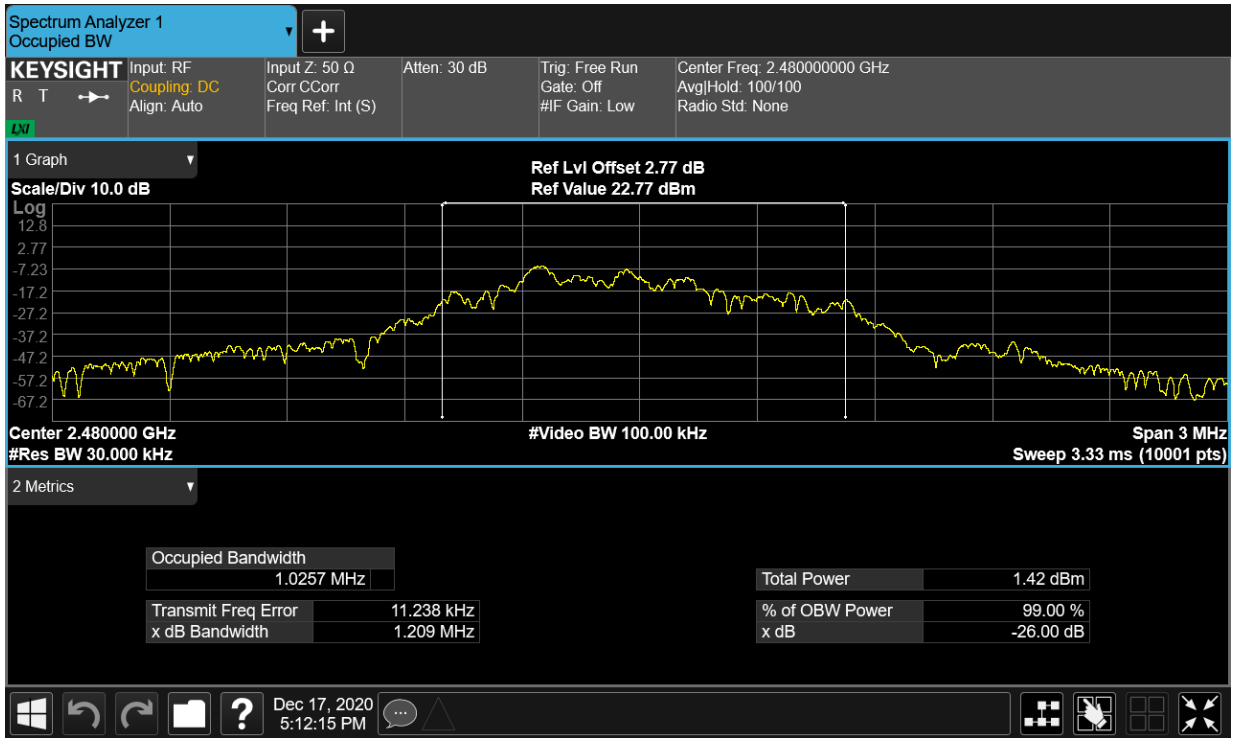 Spectrum Analyzer 1
Occupied BW
KEYSIGHT
R T
LXI
Input: RF
Coupling: DC
Align: Auto
Input Z: 50 Ω
Corr CCorr
Freq Ref: Int (S)
Atten: 30 dB
Trig: Free Run
Gate: Off
#IF Gain: Low
Center Freq: 2.480000000 GHz
Avg|Hold: 100/100
Radio Std: None
1 Graph
Scale/Div 10.0 dB
Ref Lvl Offset 2.77 dB
Ref Value 22.77 dBm
Log
12.8
2.77
-7.23
-17.2
-27.2
-37.2
-47.2
-57.2
-67.2
Center 2.480000 GHz
#Res BW 30.000 kHz
#Video BW 100.00 kHz
Span 3 MHz
Sweep 3.33 ms (10001 pts)
2 Metrics
Occupied Bandwidth
1.0257 MHz
Transmit Freq Error 11.238 kHz
x dB Bandwidth 1.209 MHz
Total Power 1.42 dBm
% of OBW Power 99.00 %
x dB -26.00 dB
?
Dec 17, 2020
5:12:15 PM